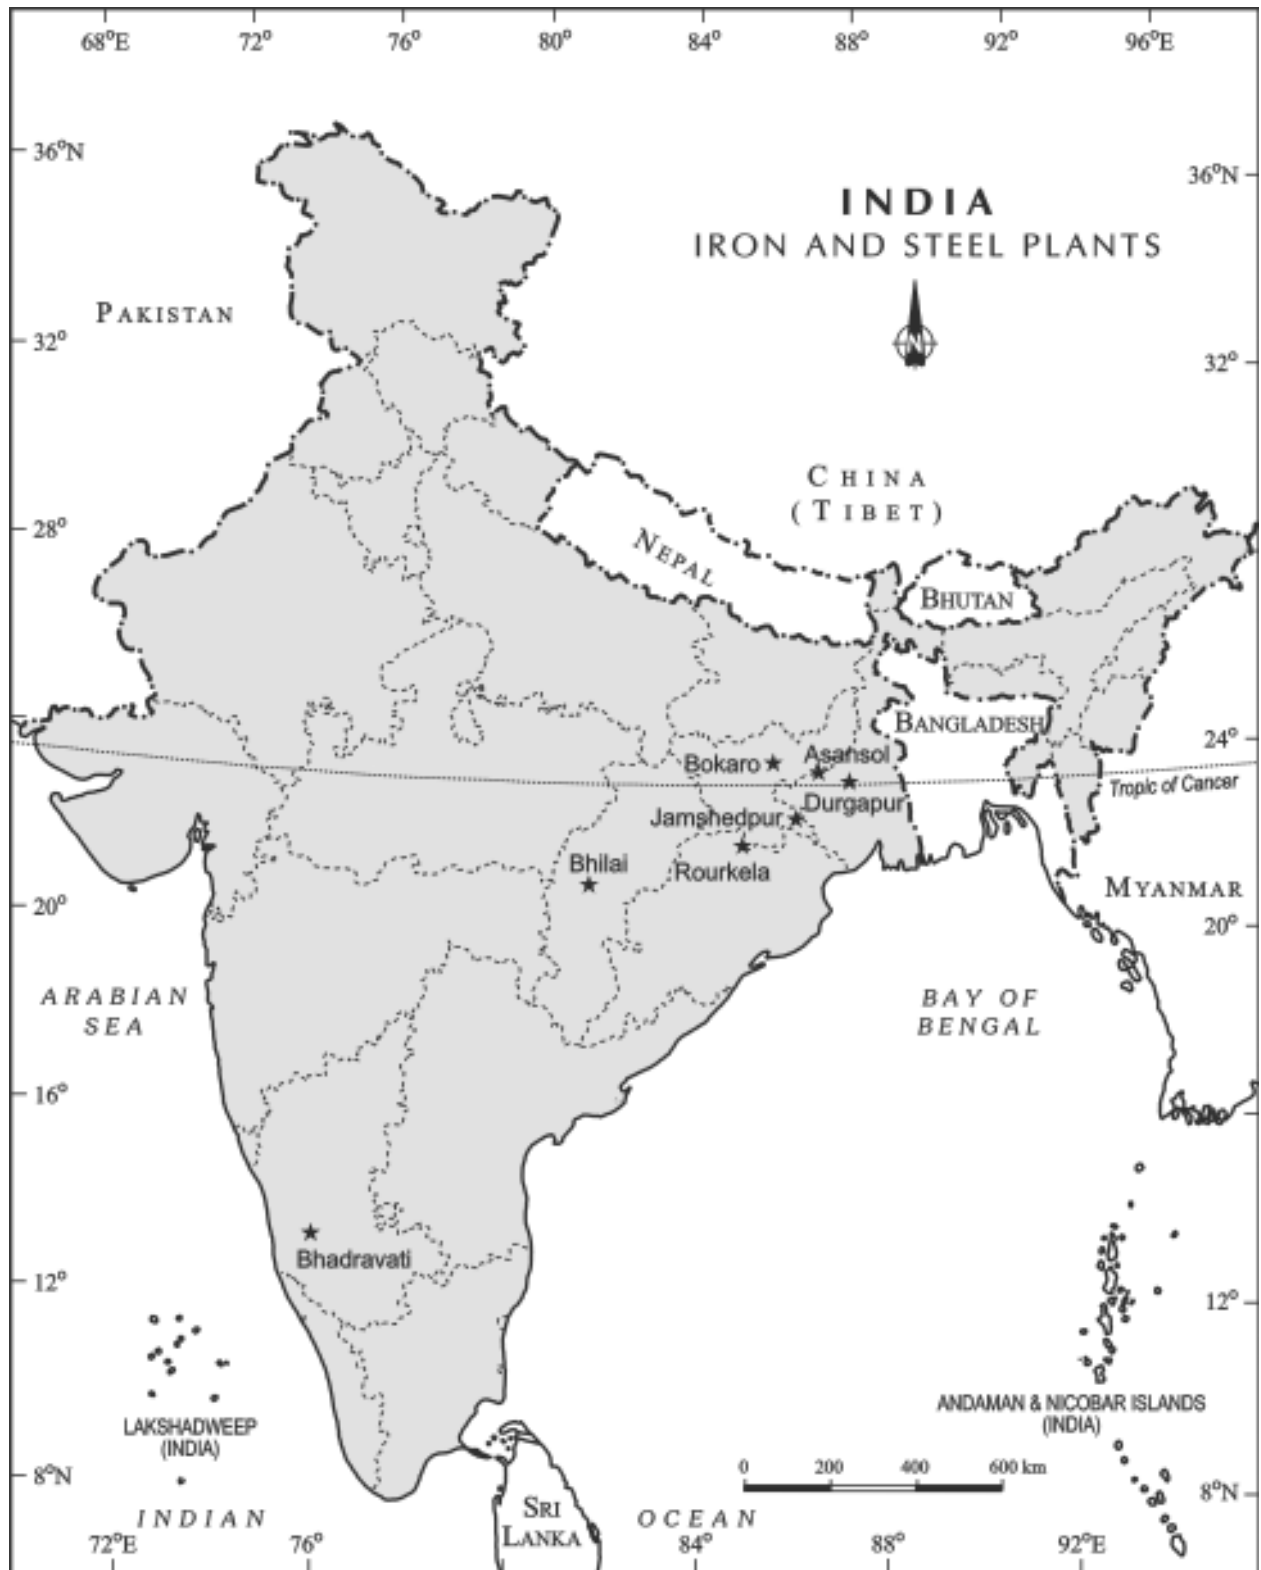 68°E 72° 76° 80° 84° 88° 92° 96°E
36°N
36°N
INDIA
IRON AND STEEL PLANTS
N
PAKISTAN
32°
32°
CHINA
(TIBET)
28°
NEPAL
BHUTAN
BANGLADESH
24°
Asansol
Bokaro
Tropic of Cancer
Durgapur
Jamshedpur
Bhilai
Rourkela
MYANMAR
20°
20°
ARABIAN
SEA
BAY OF
BENGAL
16°
Bhadravati
12°
12°
LAKSHADWEEP
(INDIA)
ANDAMAN & NICOBAR ISLANDS
(INDIA)
0 200 400 600 km
8°N
8°N
INDIAN
OCEAN
SRI
LANKA
72°E 76° 84° 88° 92°E